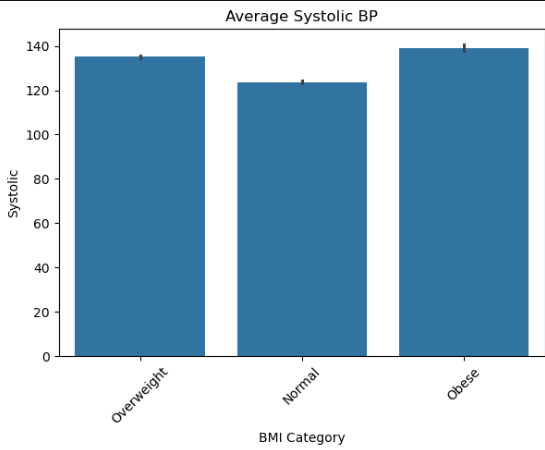 Average Systolic BP
Systolic
140
120
100
80
60
40
20
0
Overweight
Normal
Obese
BMI Category